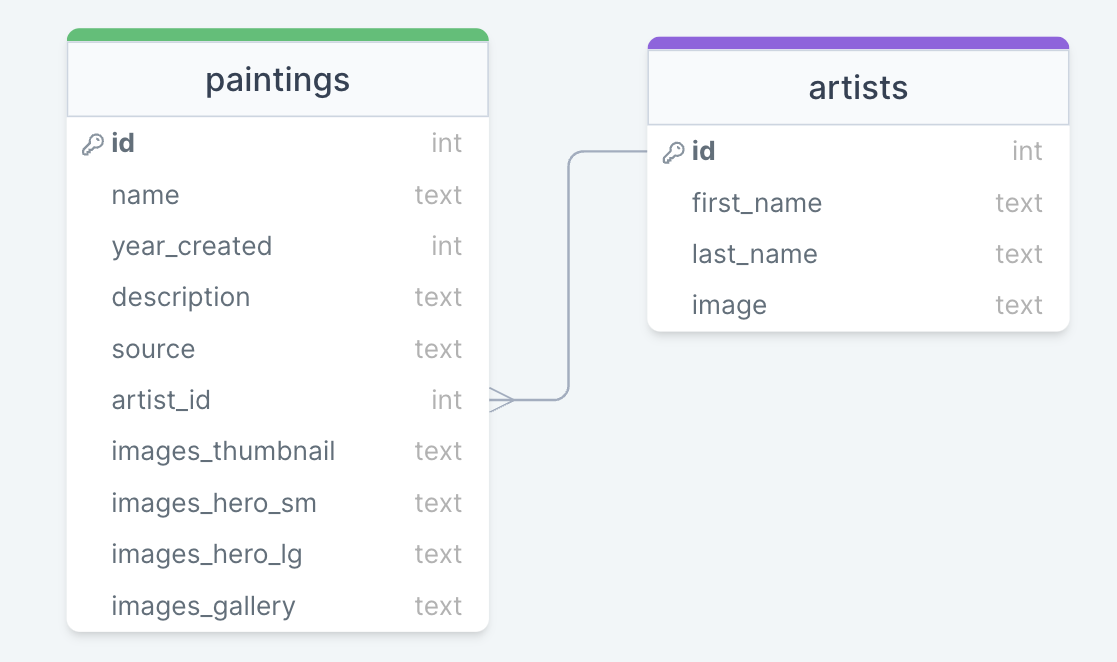 paintings
id int
name text
year_created int
description text
source text
artist_id int
images_thumbnail text
images_hero_sm text
images_hero_lg text
images_gallery text
artists
id int
first_name text
last_name text
image text